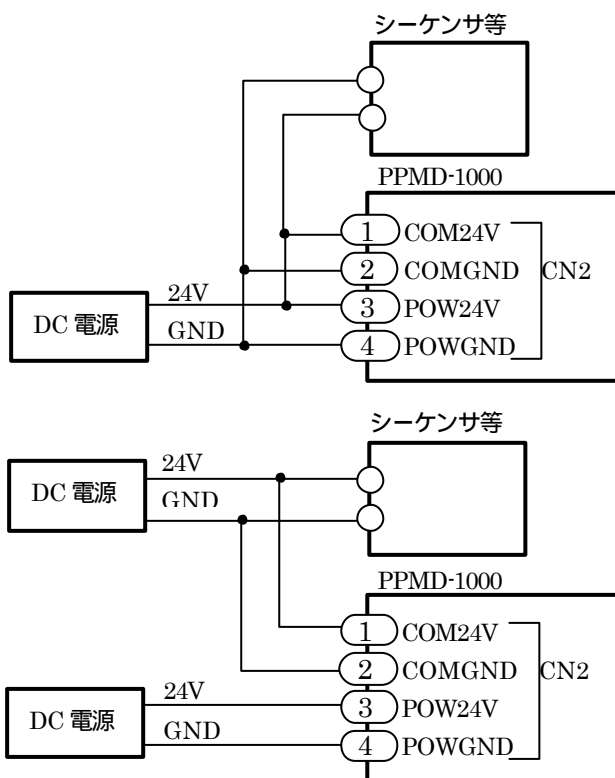 シーケンサ等
PPMD-1000
1 COM24V
2 COMGND CN2
24V
3 POW24V
DC 電源
GND
4 POWGND
シーケンサ等
24V
DC 電源
GND
PPMD-1000
1 COM24V
2 COMGND CN2
24V
3 POW24V
DC 電源
GND
4 POWGND